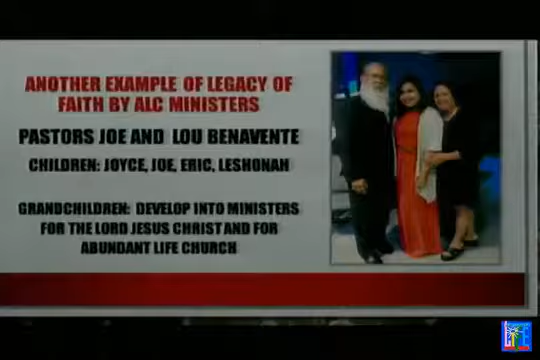 ANOTHER EXAMPLE OF LEGACY OF
FAITH BY ALC MINISTERS
PASTORS JOE AND LOU BENAVENTE
CHILDREN: JOYCE, JOE, ERIC, LESHONAH
GRANDCHILDREN: DEVELOP INTO MINISTERS
FOR THE LORD JESUS CHRIST AND FOR
ABUNDANT LIFE CHURCH